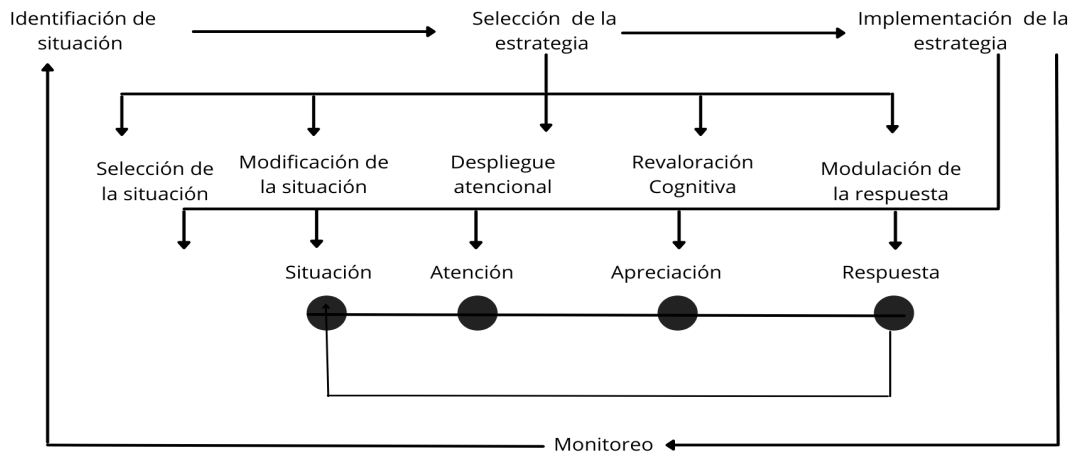 Identifiación de
situación
Selección de la
estrategia
Implementación de la
estrategia
Selección de
la situación
Modificación de
la situación
Despliegue
atencional
Revaloración
Cognitiva
Modulación de
la respuesta
Situación
Atención
Apreciación
Respuesta
Monitoreo